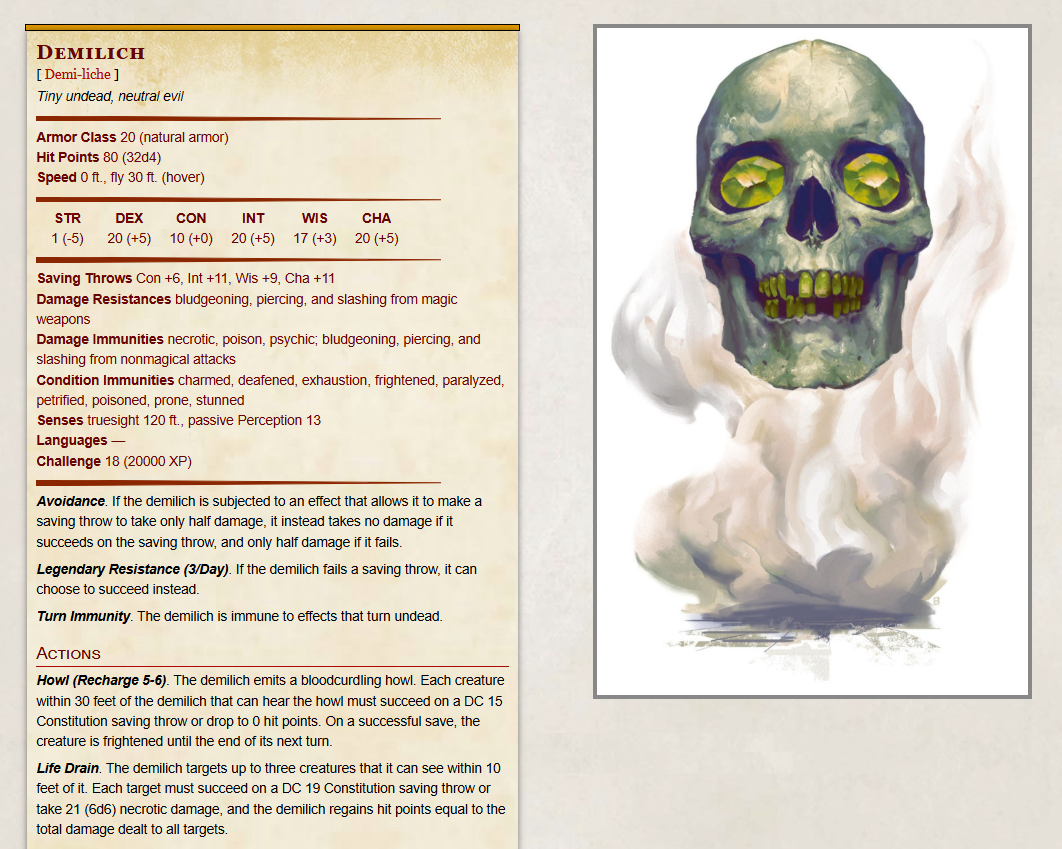 DEMILICH
[ Demi-liche ]
Tiny undead, neutral evil
Armor Class 20 (natural armor)
Hit Points 80 (32d4)
Speed 0 ft., fly 30 ft. (hover)
STR DEX CON INT WIS CHA
1 (-5) 20 (+5) 10 (+0) 20 (+5) 17 (+3) 20 (+5)
Saving Throws Con +6, Int +11, Wis +9, Cha +11
Damage Resistances bludgeoning, piercing, and slashing from magic
weapons
Damage Immunities necrotic, poison, psychic; bludgeoning, piercing, and
slashing from nonmagical attacks
Condition Immunities charmed, deafened, exhaustion, frightened, paralyzed,
petrified, poisoned, prone, stunned
Senses truesight 120 ft., passive Perception 13
Languages —
Challenge 18 (20000 XP)
Avoidance. If the demilich is subjected to an effect that allows it to make a
saving throw to take only half damage, it instead takes no damage if it
succeeds on the saving throw, and only half damage if it fails.
Legendary Resistance (3/Day). If the demilich fails a saving throw, it can
choose to succeed instead.
Turn Immunity. The demilich is immune to effects that turn undead.
ACTIONS
Howl (Recharge 5-6). The demilich emits a bloodcurdling howl. Each creature
within 30 feet of the demilich that can hear the howl must succeed on a DC 15
Constitution saving throw or drop to 0 hit points. On a successful save, the
creature is frightened until the end of its next turn.
Life Drain. The demilich targets up to three creatures that it can see within 10
feet of it. Each target must succeed on a DC 19 Constitution saving throw or
take 21 (6d6) necrotic damage, and the demilich regains hit points equal to the
total damage dealt to all targets.